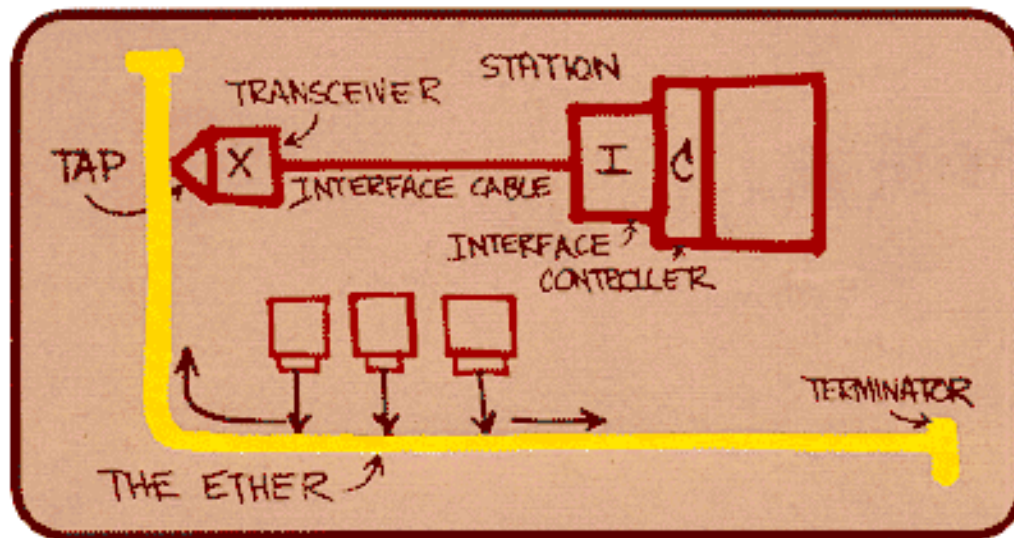 STATION
TRANSCEIVER
TAP
X
I
C
INTERFACE CABLE
INTERFACE
CONTROLLER
TERMINATOR
THE ETHER